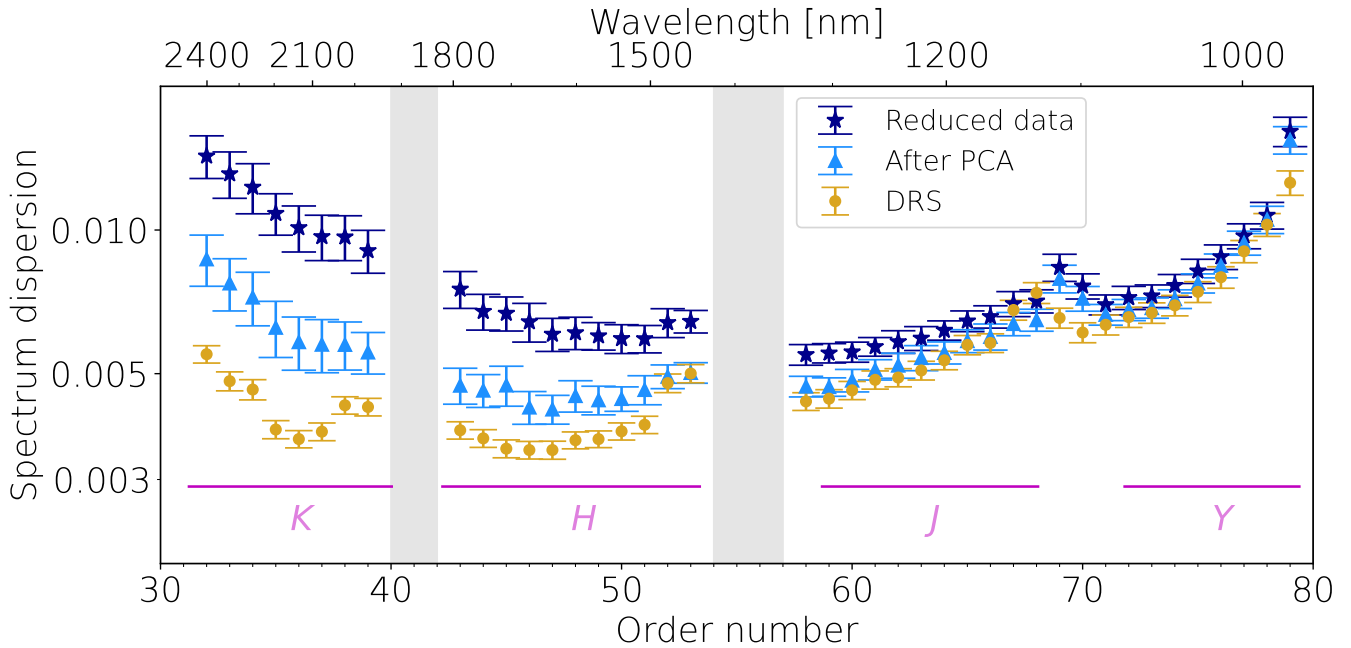 Wavelength [nm]
2400 2100 1800 1500 1200 1000
Reduced data
After PCA
DRS
Spectrum dispersion
0.010
0.005
0.003
K H J Y
30 40 50 60 70 80
Order number